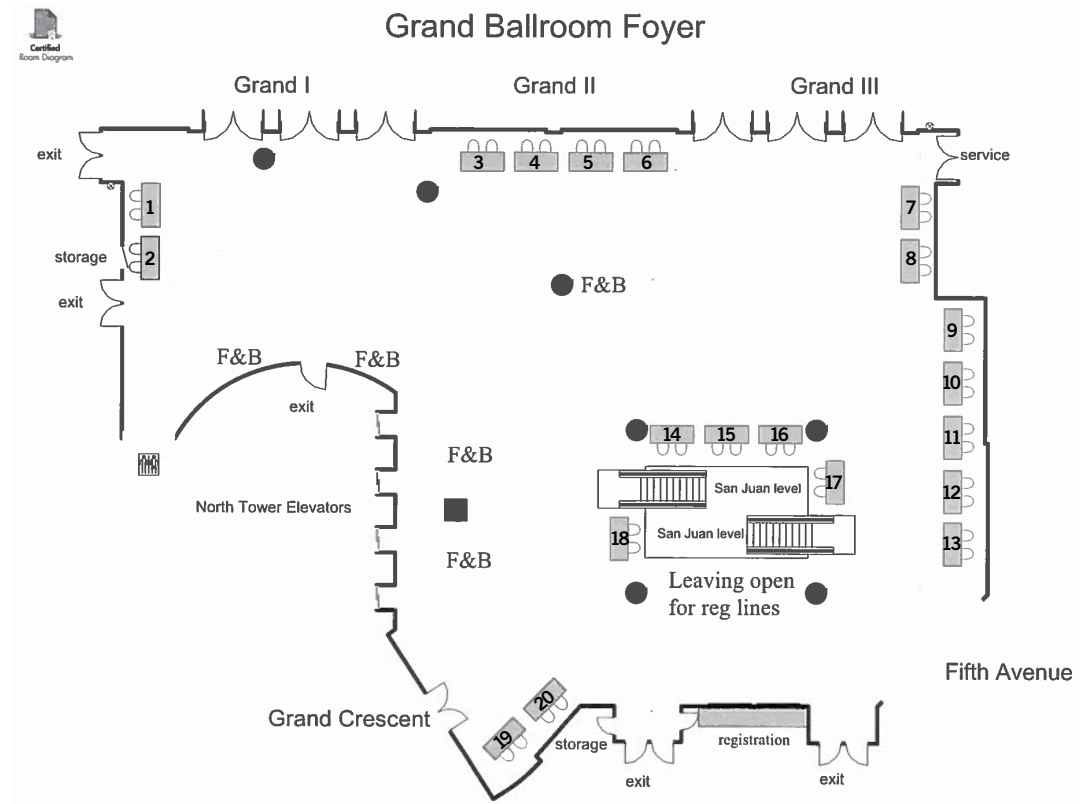 Grand Ballroom Foyer
Certified
Room Diagram
Grand I
Grand II
Grand III
exit
service
3
4
5
6
1
7
2
8
storage
exit
F&B
9
F&B
F&B
exit
10
14
15
16
11
F&B
17
San Juan level
12
North Tower Elevators
San Juan level
18
13
F&B
Leaving open
for reg lines
Fifth Avenue
20
Grand Crescent
19
storage
registration
exit
exit